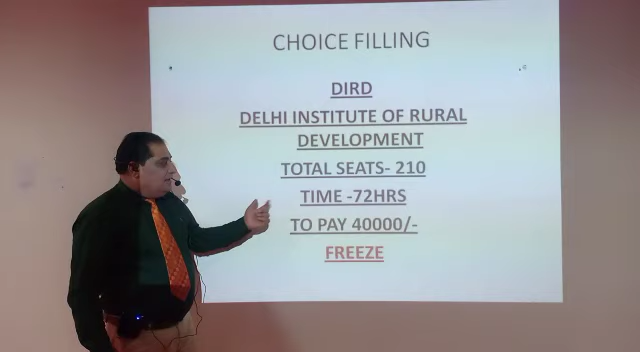 CHOICE FILLING
DIRD
DELHI INSTITUTE OF RURAL
DEVELOPMENT
TOTAL SEATS- 210
TIME -72HRS
TO PAY 40000/-
FREEZE